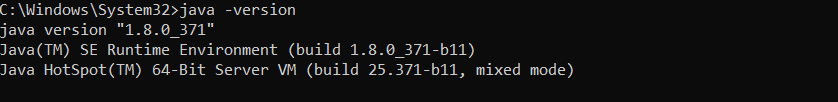 C:\Windows\System32>java -version
java version "1.8.0_371"
Java(TM) SE Runtime Environment (build 1.8.0_371-b11)
Java HotSpot(TM) 64-Bit Server VM (build 25.371-b11, mixed mode)